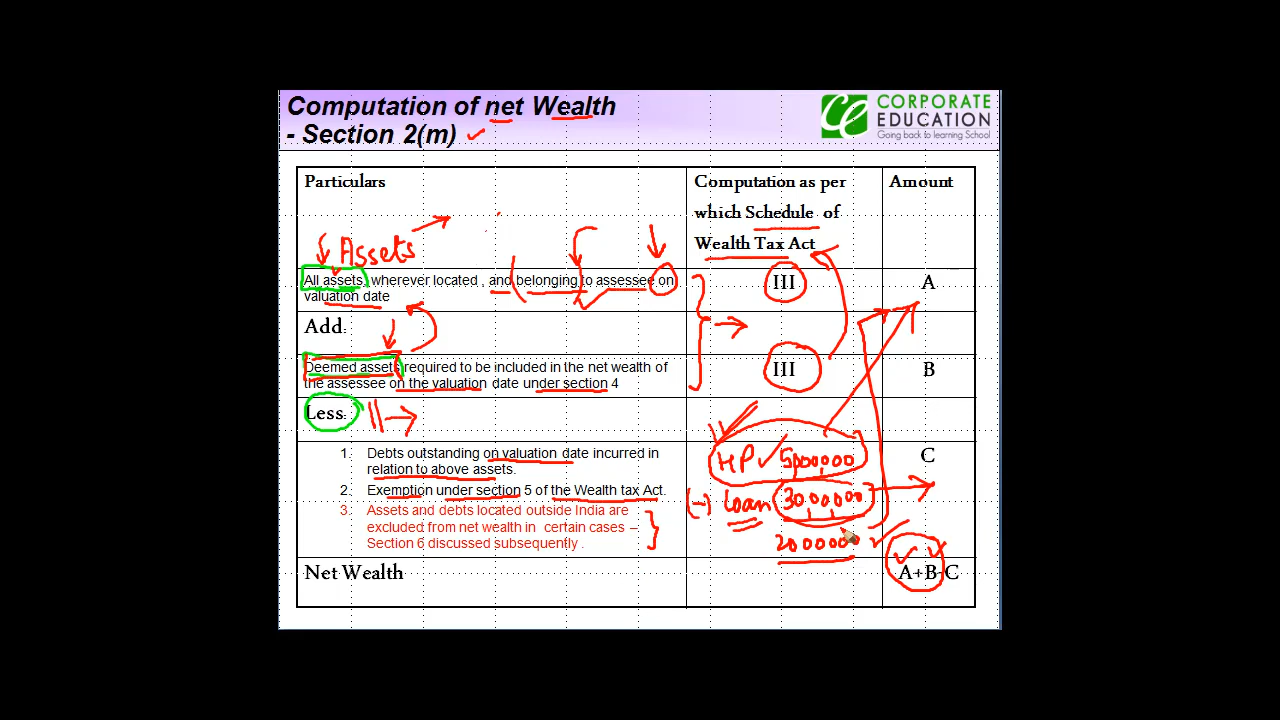 Computation of net Wealth
- Section 2(m)
CORPORATE
EDUCATION
Going back to learning School
Particulars
Computation as per
which Schedule of
Wealth Tax Act
Amount
Assets
All assets, wherever located , and belonging to assessee on
valuation date
III
A
Add:
Deemed assets required to be included in the net wealth of
the assessee on the valuation date under section 4
III
B
Less:
1. Debts outstanding on valuation date incurred in
relation to above assets.
2. Exemption under section 5 of the Wealth tax Act.
3. Assets and debts located outside India are
excluded from net wealth in certain cases –
Section 6 discussed subsequently .
HP 5000000
(-) Loan 3000000
2000000
C
Net Wealth
A+B-C